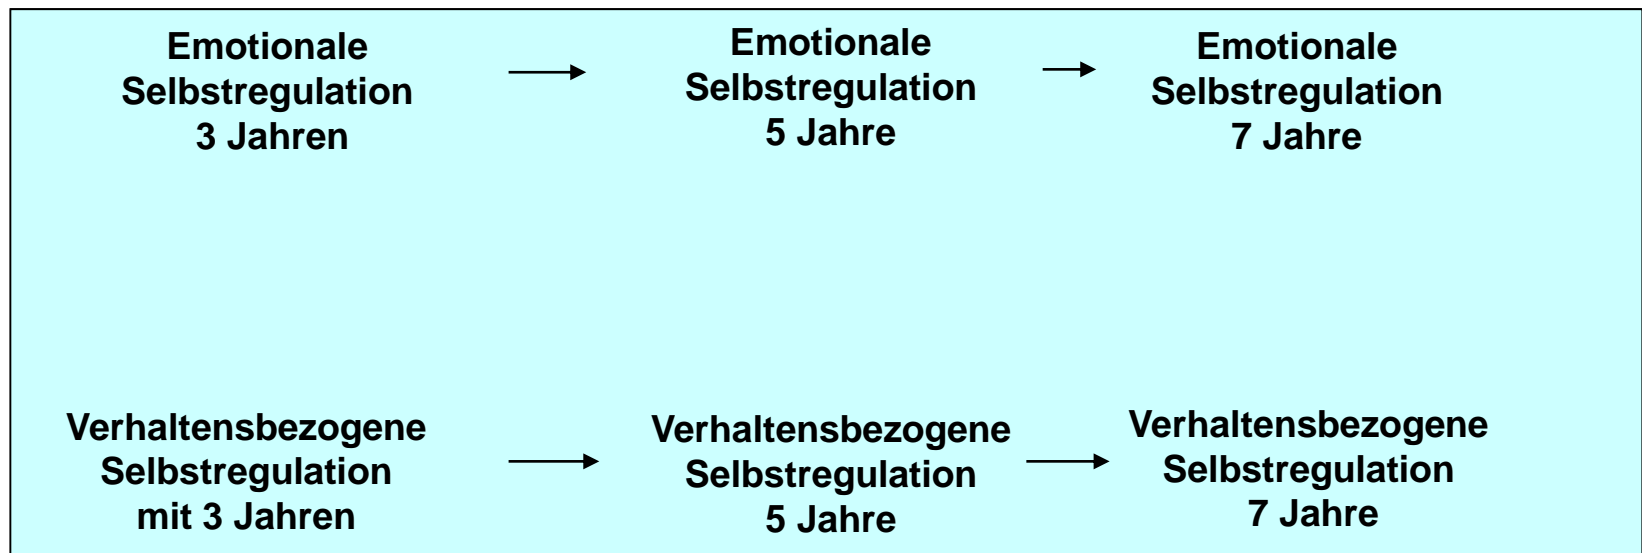 Emotionale
Selbstregulation
3 Jahren
Emotionale
Selbstregulation
5 Jahre
Emotionale
Selbstregulation
7 Jahre
Verhaltensbezogene
Selbstregulation
mit 3 Jahren
Verhaltensbezogene
Selbstregulation
5 Jahre
Verhaltensbezogene
Selbstregulation
7 Jahre